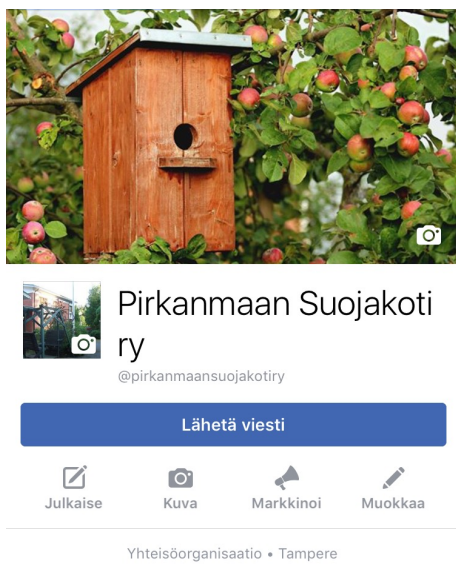 Pirkanmaan Suojakoti
ry
@pirkanmaansuojakotiry
Lähetä viesti
Julkaise Kuva Markkinoi Muokkaa
Yhteisöorganisaatio • Tampere